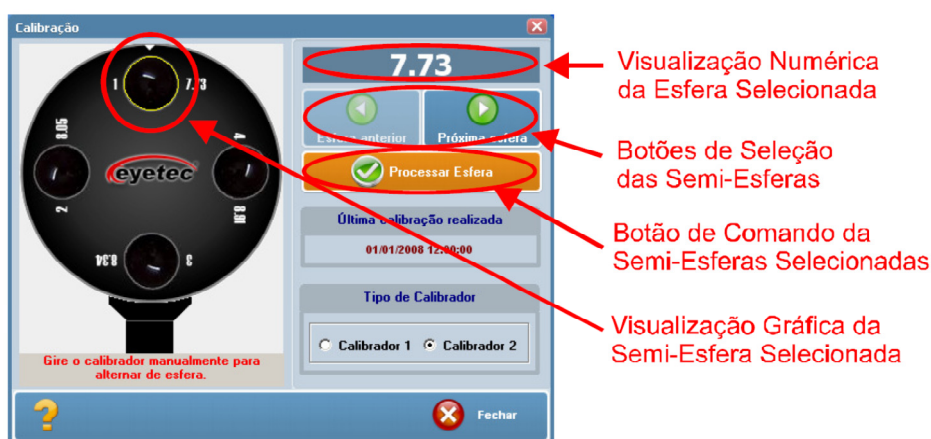 Calibração
1
7.73
8.05
2
eyetec
4
8.91
8.34
3
Gire o calibrador manualmente para
alternar de esfera.
7.73
Esfera anterior
Próxima esfera
Processar Esfera
Última calibração realizada
01/01/2008 12:00:00
Tipo de Calibrador
Calibrador 1
Calibrador 2
Fechar
Visualização Numérica
da Esfera Selecionada
Botões de Seleção
das Semi-Esferas
Botão de Comando da
Semi-Esferas Selecionadas
Visualização Gráfica da
Semi-Esfera Selecionada